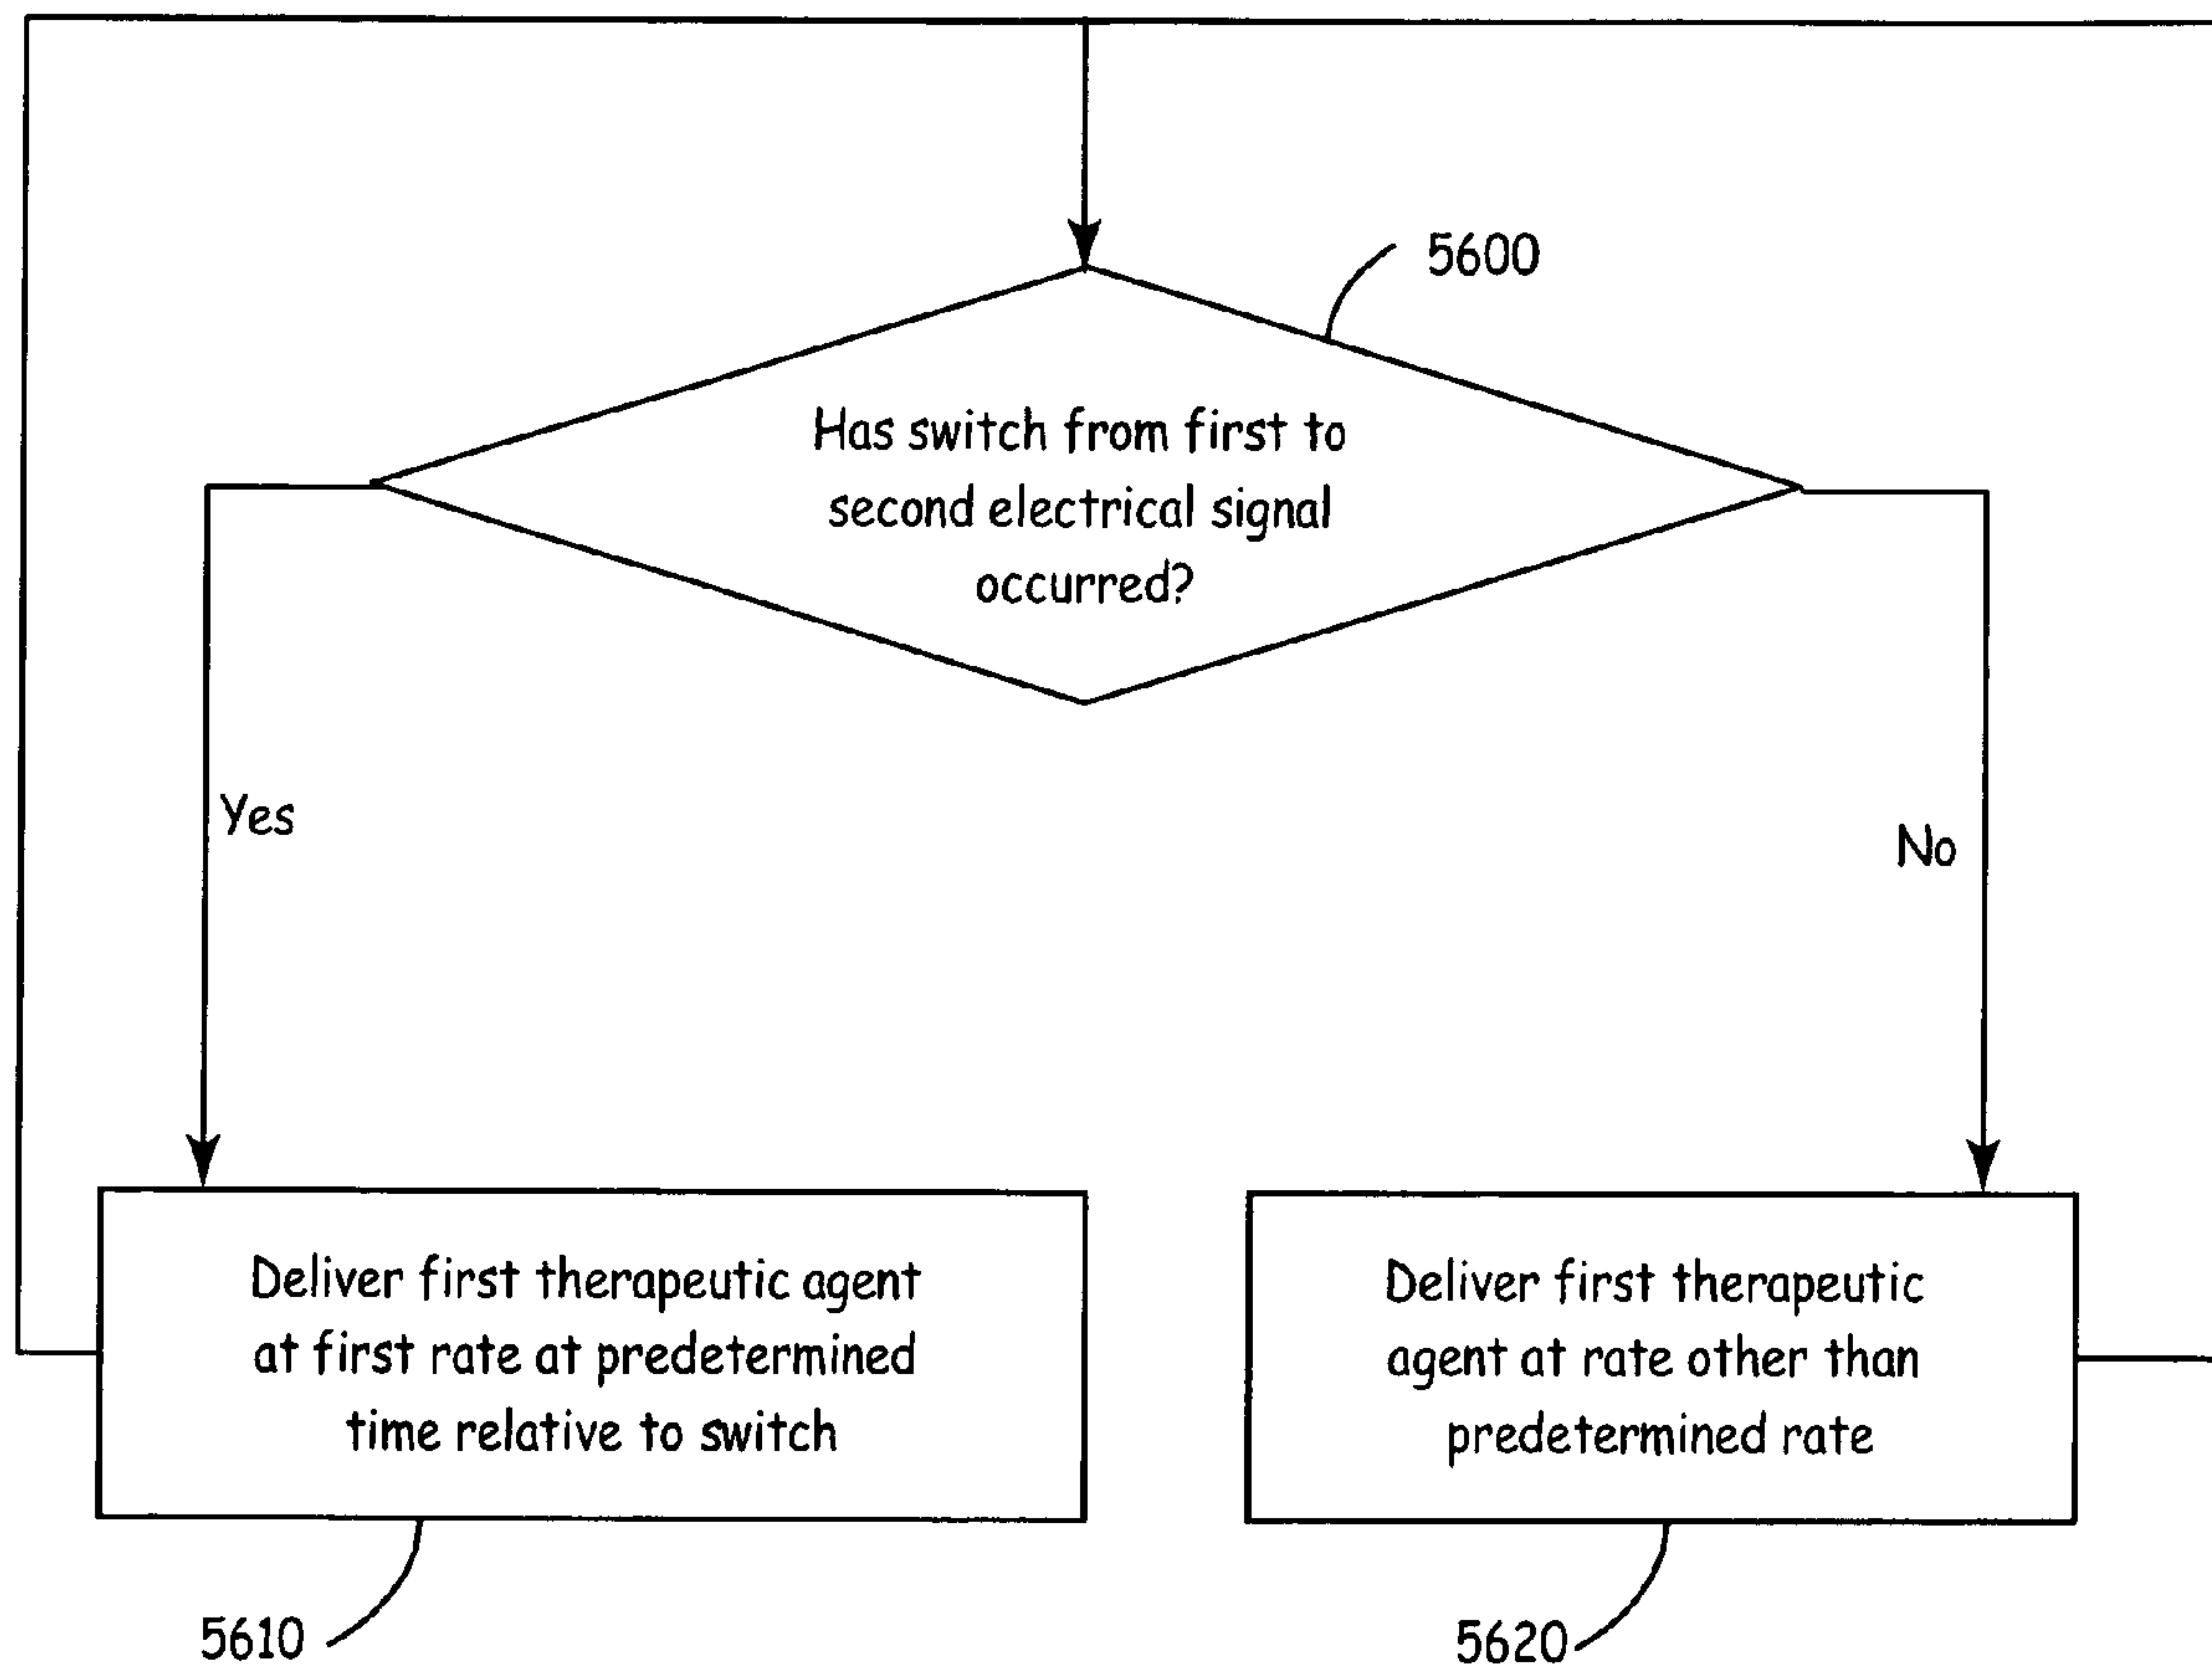 5600
Has switch from first to
second electrical signal
occurred?
Yes
No
Deliver first therapeutic agent
at first rate at predetermined
time relative to switch
Deliver first therapeutic
agent at rate other than
predetermined rate
5610
5620